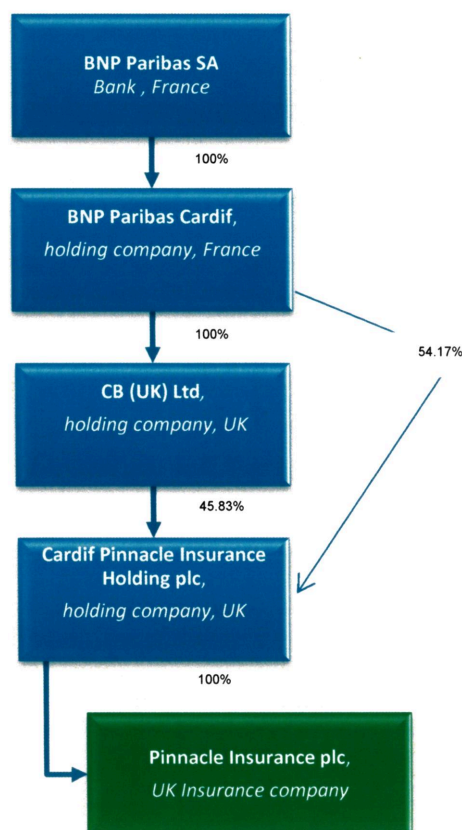 BNP Paribas SA
Bank , France
100%
BNP Paribas Cardif,
holding company, France
100%
54.17%
CB (UK) Ltd,
holding company, UK
45.83%
Cardif Pinnacle Insurance
Holding plc,
holding company, UK
100%
Pinnacle Insurance plc,
UK Insurance company